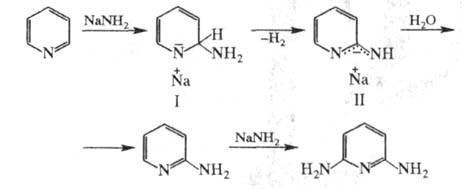 NaNH₂ H –H₂ H₂O
N N NH₂ N NH
+
Na
+
Na
I II
NaNH₂
N NH₂ H₂N N NH₂